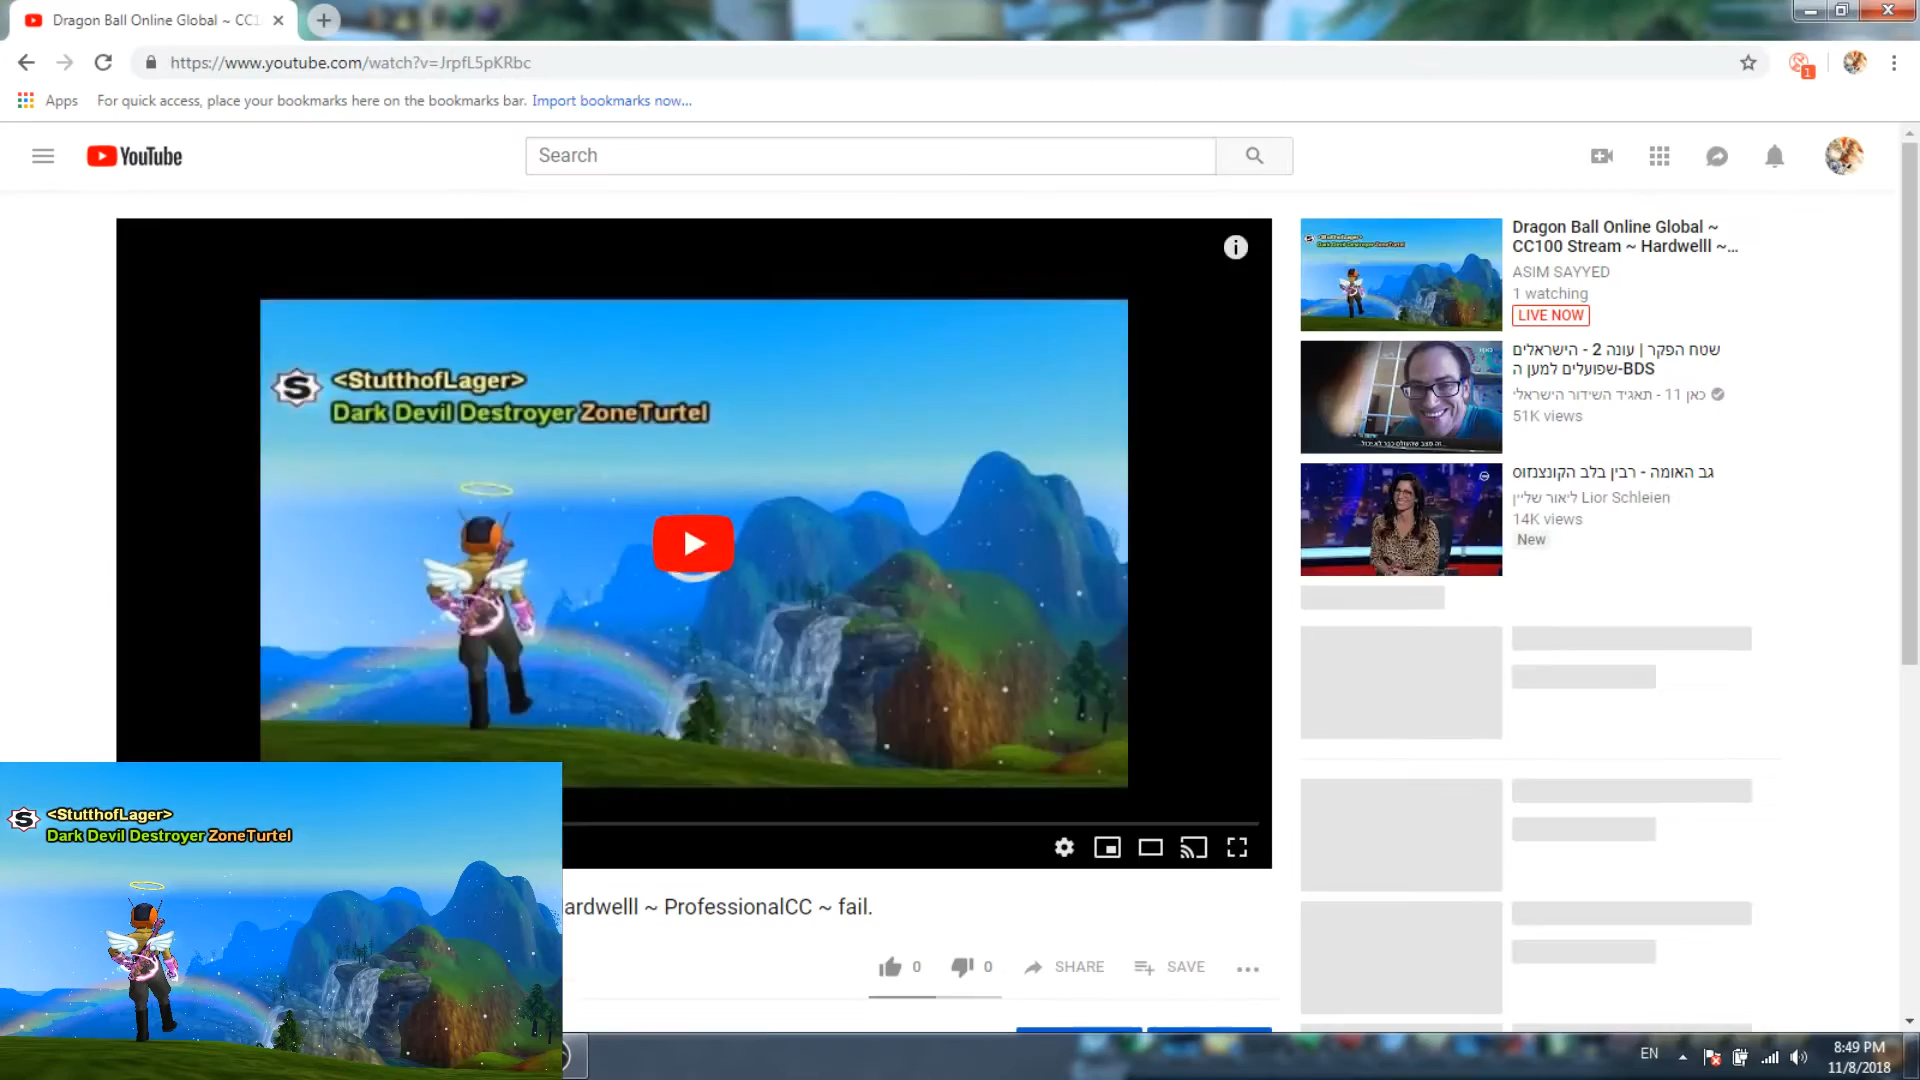 Dragon Ball Online Global ~ CC1
https://www.youtube.com/watch?v=JrpfL5pKRbc
1
Apps
For quick access, place your bookmarks here on the bookmarks bar. Import bookmarks now...
YouTube
Search
<StutthofLager>
Dark Devil Destroyer ZoneTurtel
S
Dragon Ball Online Global ~
CC100 Stream ~ Hardwelll ~...
ASIM SAYYED
1 watching
LIVE NOW
שטח הפקר | עונה 2 - הישראלים
שפועלים למען ה-BDS
כאן 11 - תאגיד השידור הישראלי
51K views
גב האומה - רבין בלב הקונצנזוס
ליאור שליין Lior Schleien
14K views
New
<StutthofLager>
Dark Devil Destroyer ZoneTurtel
S
ardwelll ~ ProfessionalCC ~ fail.
0
0
SHARE
SAVE
EN
8:49 PM
11/8/2018